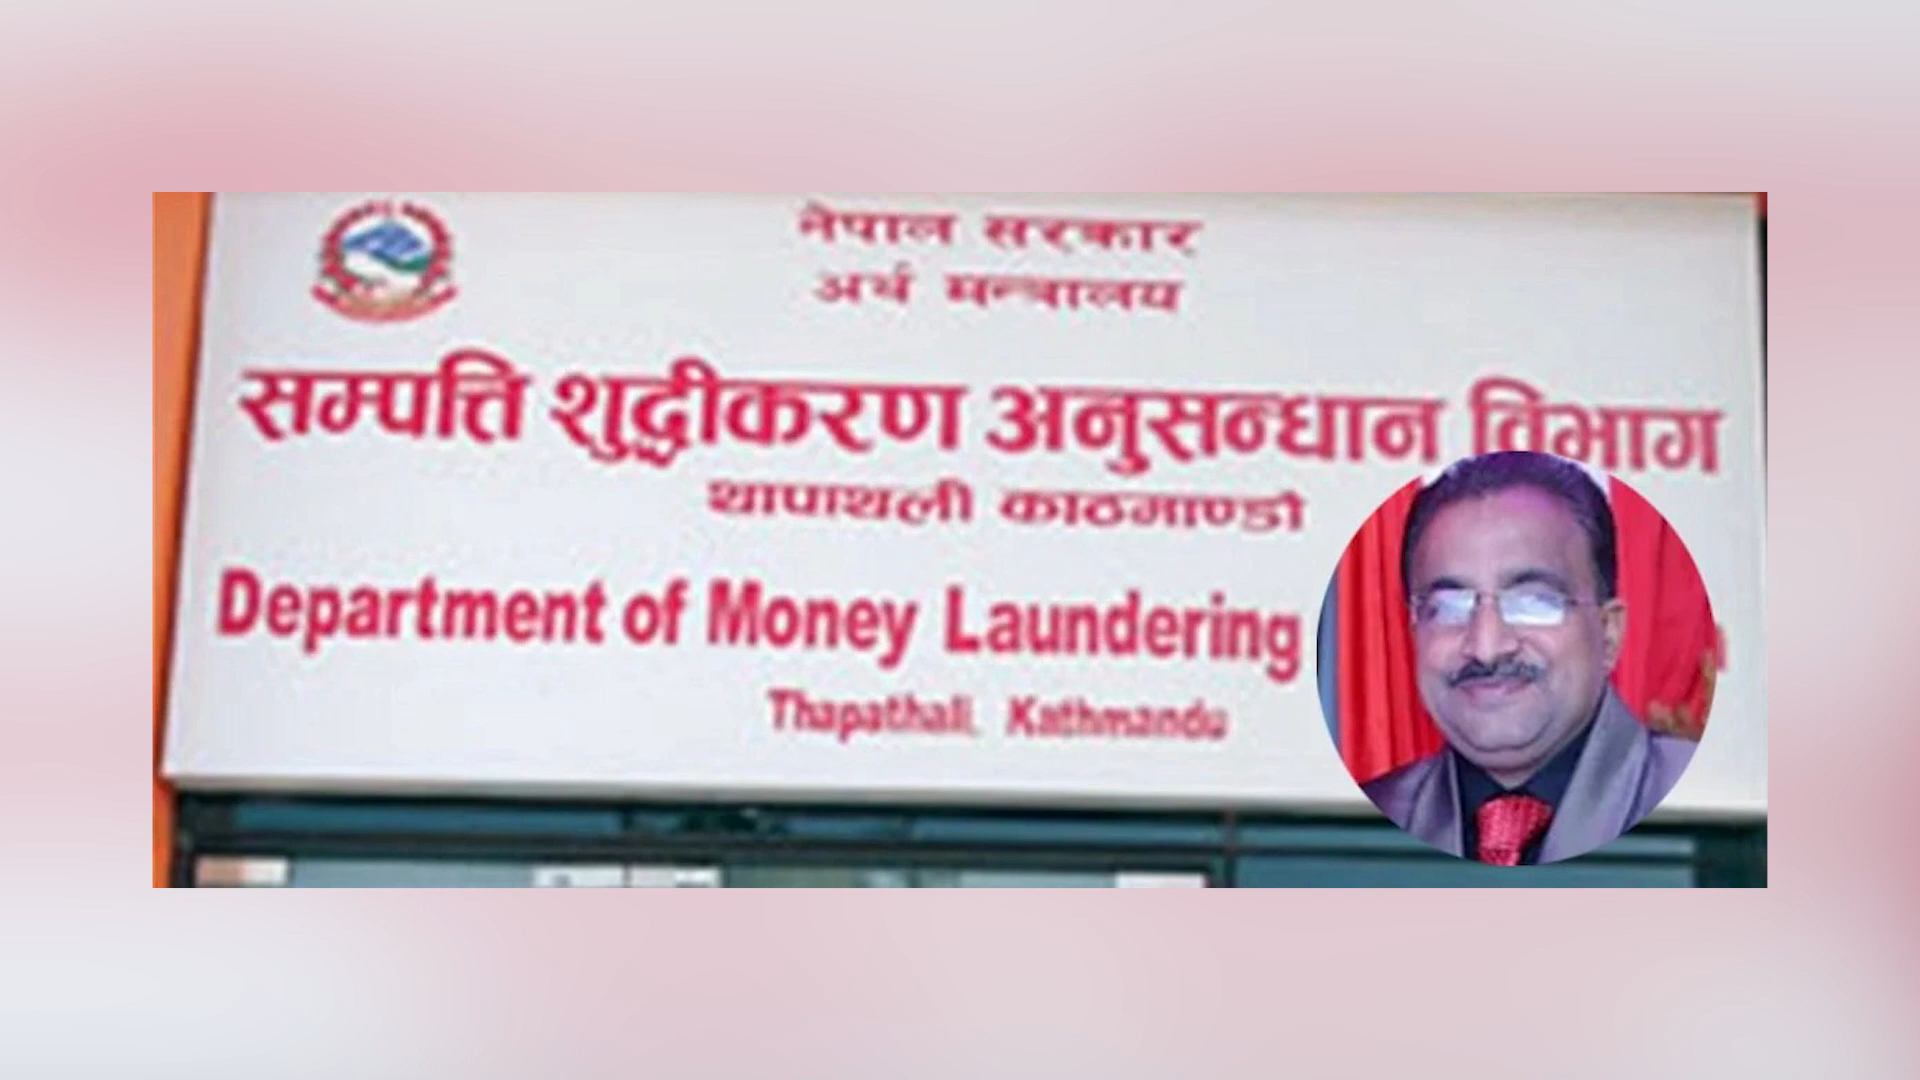 नेपाल सरकार
अर्थ मन्त्रालय
सम्पत्ति शुद्धीकरण अनुसन्धान विभाग
थापाथली काठमाण्डौ
Department of Money Laundering
Thapathali, Kathmandu